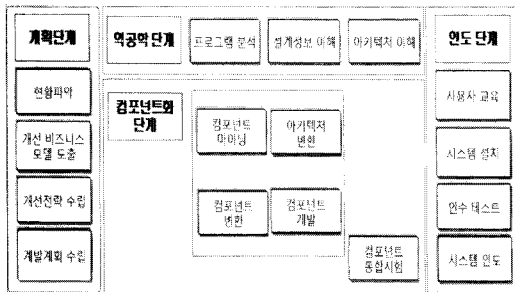 계획단계
현황파악
개선 비즈니스
모델 도출
개선전략 수립
개발계획 수립
역공학 단계
프로그램 분석
설계정보 이해
아키텍처 이해
컴포넌트화
단계
컴포넌트
마이닝
아키텍처
변환
컴포넌트
변환
컴포넌트
개발
컴포넌트
통합시험
인도 단계
사용자 교육
시스템 설치
인수 테스트
시스템 인도